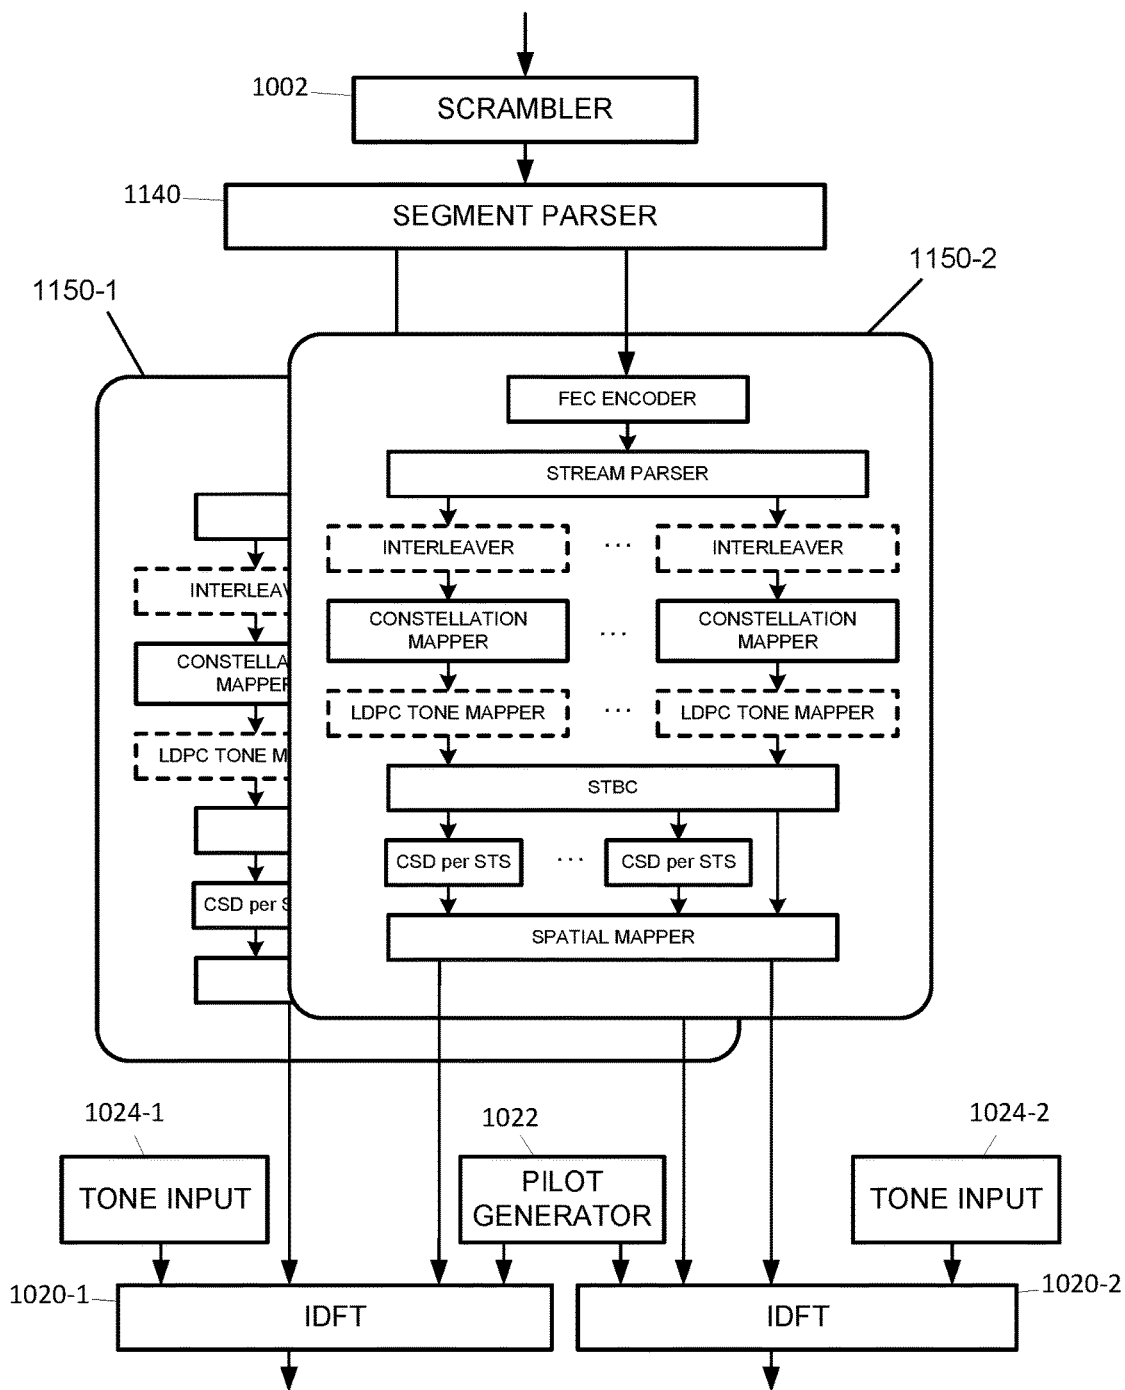 1002
SCRAMBLER
1140
SEGMENT PARSER
1150-2
1150-1
FEC ENCODER
STREAM PARSER
INTERLEAVER ... INTERLEAVER
CONSTELLATION
MAPPER
...
CONSTELLATION
MAPPER
LDPC TONE MAPPER ... LDPC TONE MAPPER
STBC
CSD per STS ... CSD per STS
SPATIAL MAPPER
INTERLEAV
CONSTELLA
MAPPER
LDPC TONE M
CSD per S
1024-1
TONE INPUT
1022
PILOT
GENERATOR
1024-2
TONE INPUT
1020-1
IDFT
IDFT
1020-2